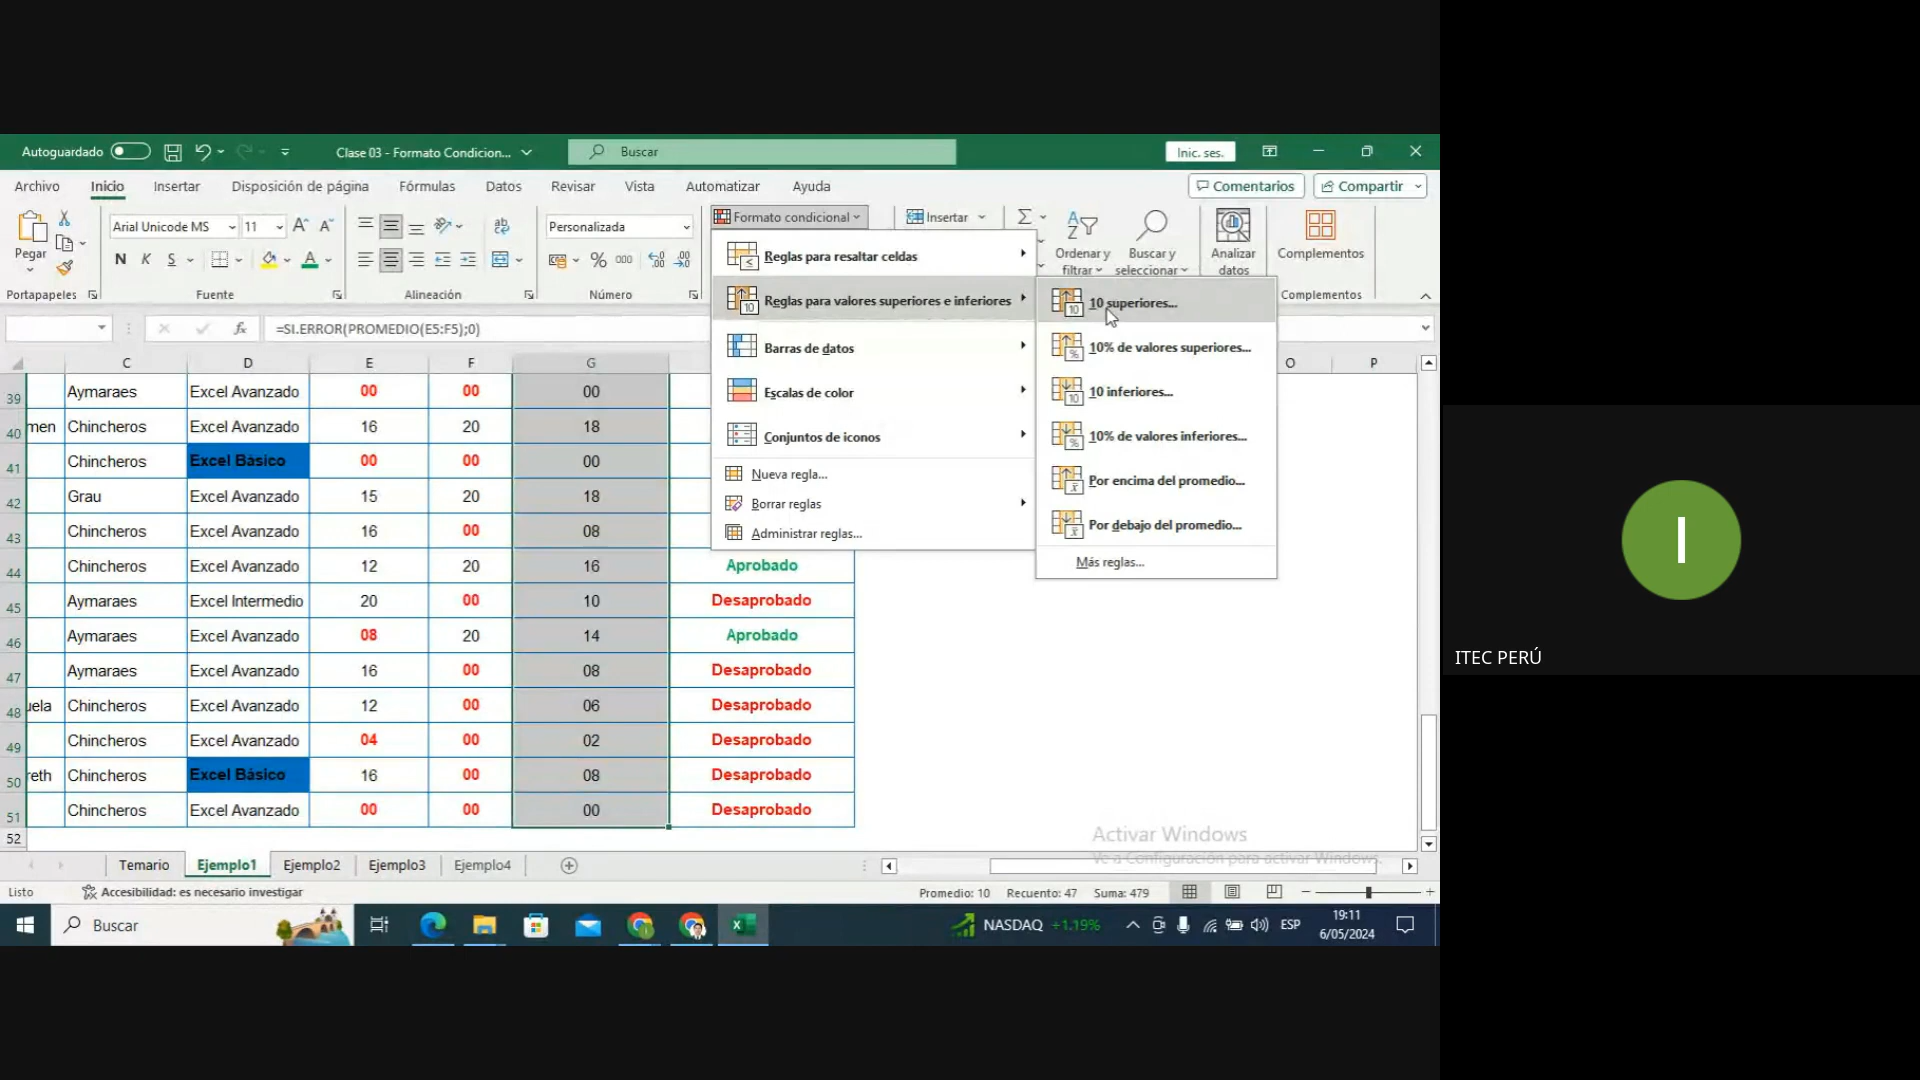 Autoguardado
Clase 03 - Formato Condicion...
Buscar
Inic. ses.
Archivo Inicio Insertar Disposición de página Fórmulas Datos Revisar Vista Automatizar Ayuda
Comentarios Compartir
Pegar
Arial Unicode MS 11
N K S
Personalizada
% 000
Formato condicional
Insertar
Ordenar y filtrar
Buscar y seleccionar
Analizar datos
Complementos
Portapapeles Fuente Alineación Número Complementos
Reglas para resaltar celdas
Reglas para valores superiores e inferiores
Barras de datos
Escalas de color
Conjuntos de iconos
Nueva regla...
Borrar reglas
Administrar reglas...
10 superiores...
10% de valores superiores...
10 inferiores...
10% de valores inferiores...
Por encima del promedio...
Por debajo del promedio...
Más reglas...
=SI.ERROR(PROMEDIO(E5:F5);0)
C D E F G O P
39 Aymaraes Excel Avanzado 00 00 00
40 men Chincheros Excel Avanzado 16 20 18
41 Chincheros Excel Básico 00 00 00
42 Grau Excel Avanzado 15 20 18
43 Chincheros Excel Avanzado 16 00 08
44 Chincheros Excel Avanzado 12 20 16 Aprobado
45 Aymaraes Excel Intermedio 20 00 10 Desaprobado
46 Aymaraes Excel Avanzado 08 20 14 Aprobado
47 Aymaraes Excel Avanzado 16 00 08 Desaprobado
48 uela Chincheros Excel Avanzado 12 00 06 Desaprobado
49 Chincheros Excel Avanzado 04 00 02 Desaprobado
50 reth Chincheros Excel Básico 16 00 08 Desaprobado
51 Chincheros Excel Avanzado 00 00 00 Desaprobado
52
Activar Windows
Ve a Configuración para activar Windows.
Temario Ejemplo1 Ejemplo2 Ejemplo3 Ejemplo4
Listo Accesibilidad: es necesario investigar
Promedio: 10 Recuento: 47 Suma: 479
Buscar
NASDAQ +1.19%
ESP
19:11
6/05/2024
I
ITEC PERÚ